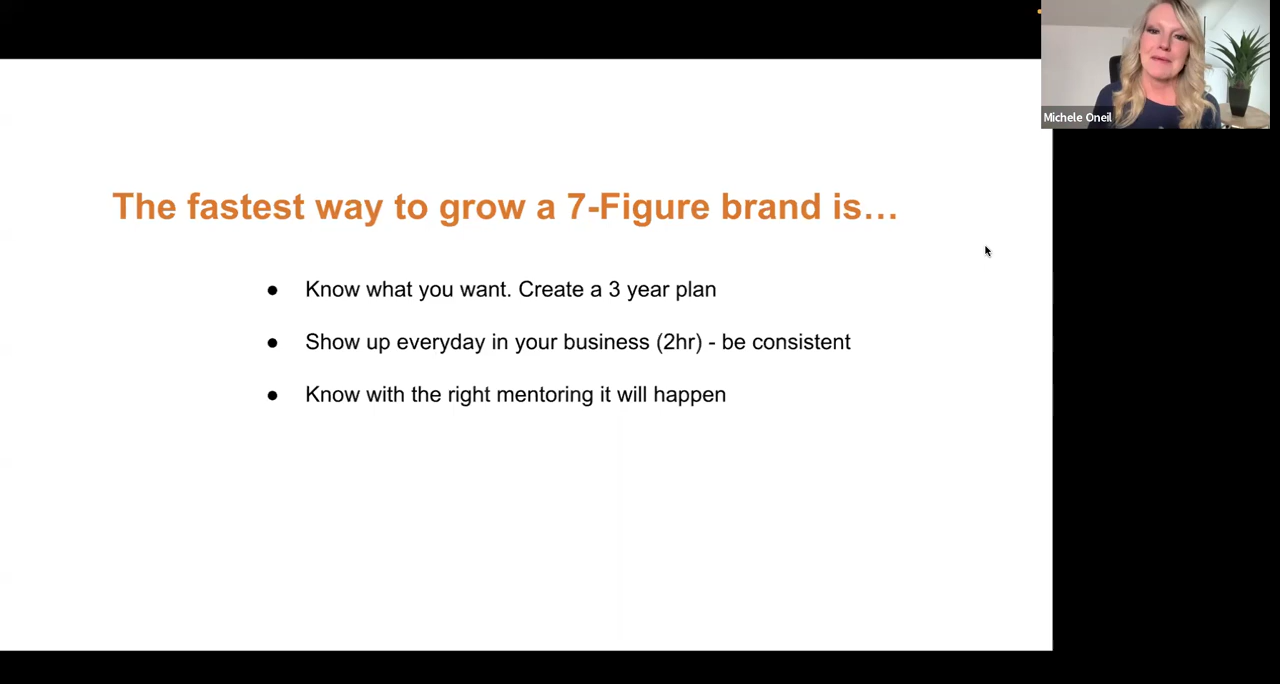 Michele Oneil
The fastest way to grow a 7-Figure brand is…
● Know what you want. Create a 3 year plan
● Show up everyday in your business (2hr) - be consistent
● Know with the right mentoring it will happen